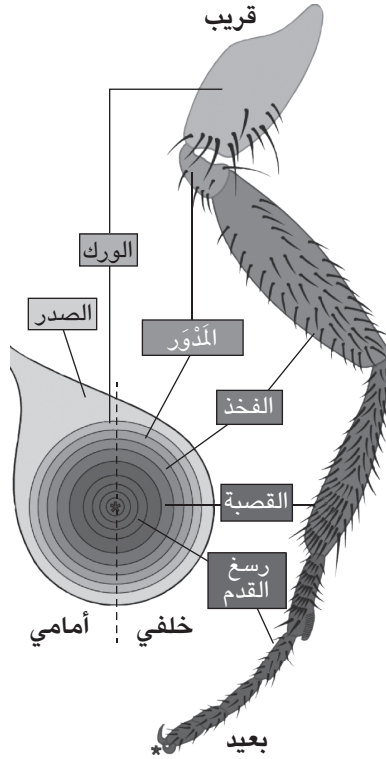 قريب
الورك
الصدر
المَدْوَر
الفخذ
القصبة
رسغ
القدم
أمامي
خلفي
بعيد
*